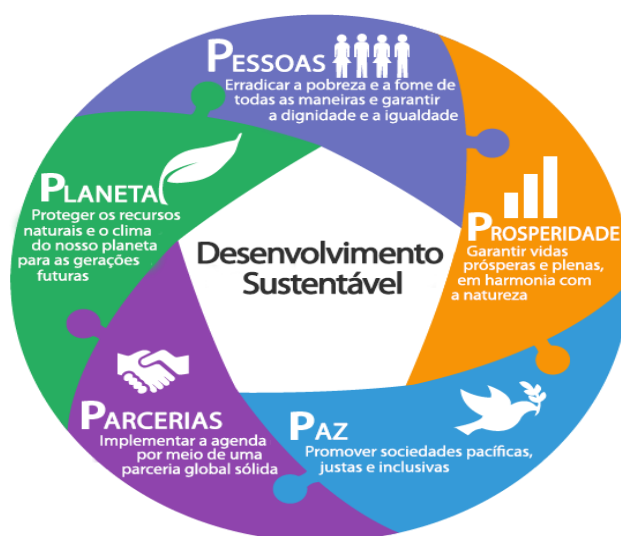 PESSOAS
Erradicar a pobreza e a fome de
todas as maneiras e garantir
a dignidade e a igualdade
PLANETA
Proteger os recursos
naturais e o clima
do nosso planeta
para as gerações
futuras
Desenvolvimento
Sustentável
PROSPERIDADE
Garantir vidas
prósperas e plenas,
em harmonia com
a natureza
PARCERIAS
Implementar a agenda
por meio de uma
parceria global sólida
PAZ
Promover sociedades pacíficas,
justas e inclusivas